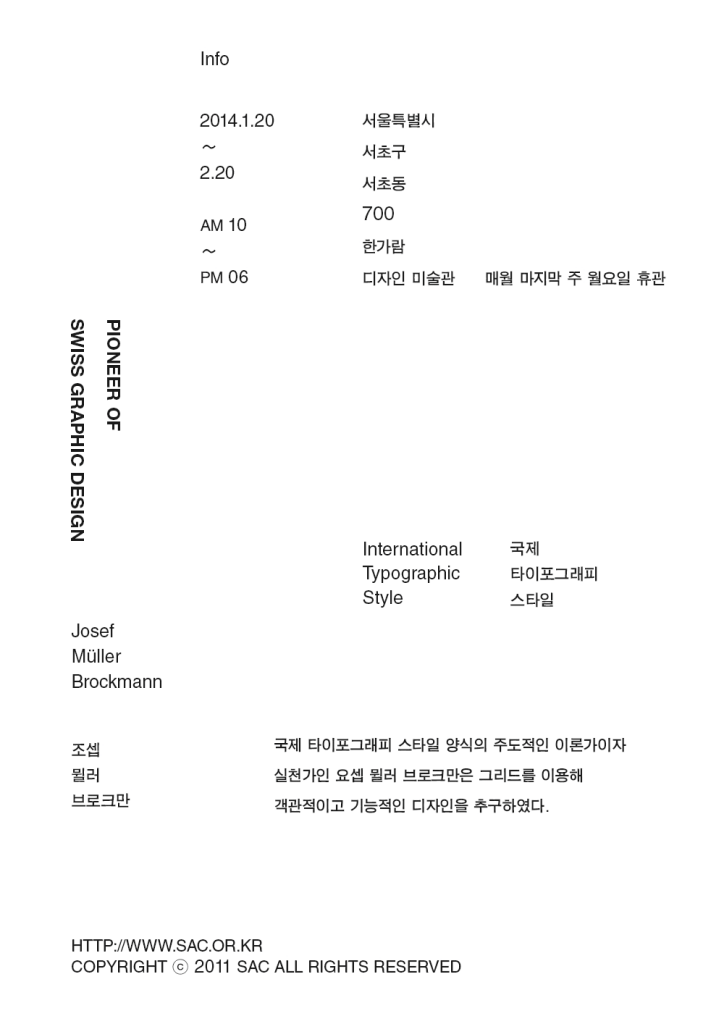 Info
2014.1.20
~
2.20
AM 10
~
PM 06
서울특별시
서초구
서초동
700
한가람
디자인 미술관 매월 마지막 주 월요일 휴관
PIONEER OF
SWISS GRAPHIC DESIGN
International
Typographic
Style
국제
타이포그래피
스타일
Josef
Müller
Brockmann
조셉
뮐러
브로크만
국제 타이포그래피 스타일 양식의 주도적인 이론가이자
실천가인 요셉 뮐러 브로크만은 그리드를 이용해
객관적이고 기능적인 디자인을 추구하였다.
HTTP://WWW.SAC.OR.KR
COPYRIGHT ⓒ 2011 SAC ALL RIGHTS RESERVED